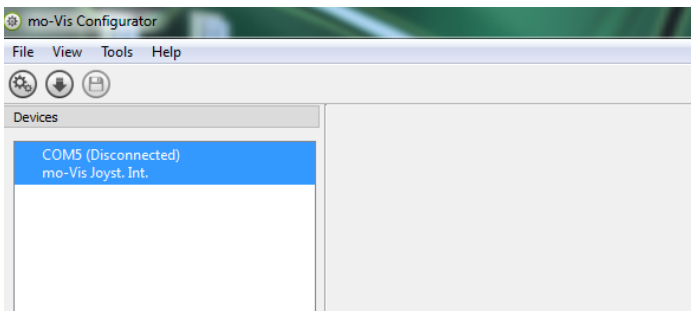 mo-Vis Configurator
File View Tools Help
Devices
COM5 (Disconnected)
mo-Vis Joyst. Int.